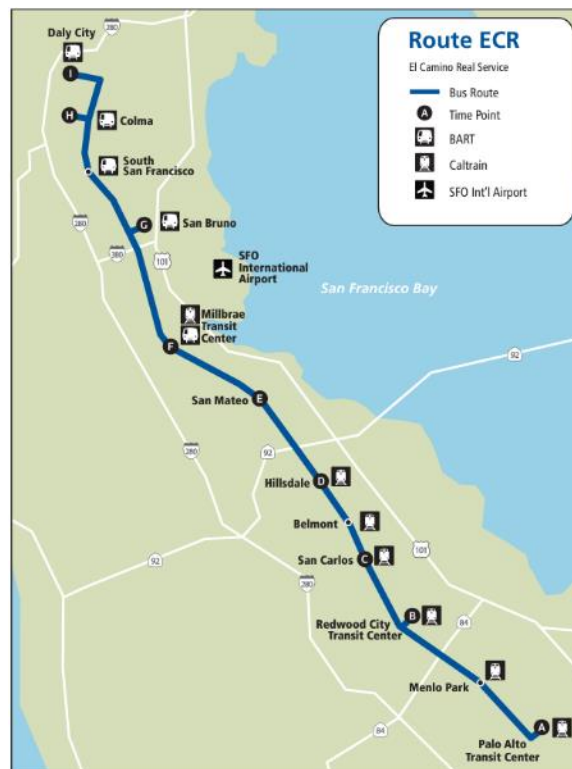 Route ECR
El Camino Real Service
Bus Route
A
Time Point
BART
Caltrain
SFO Int'l Airport
280
Daly City
I
H
Colma
South
San Francisco
G
San Bruno
280
380
101
SFO
International
Airport
San Francisco Bay
Millbrae
Transit
Center
F
92
San Mateo
E
280
92
Hillsdale
D
Belmont
101
92
San Carlos
C
280
B
Redwood City
Transit Center
84
Menlo Park
84
A
Palo Alto
Transit Center